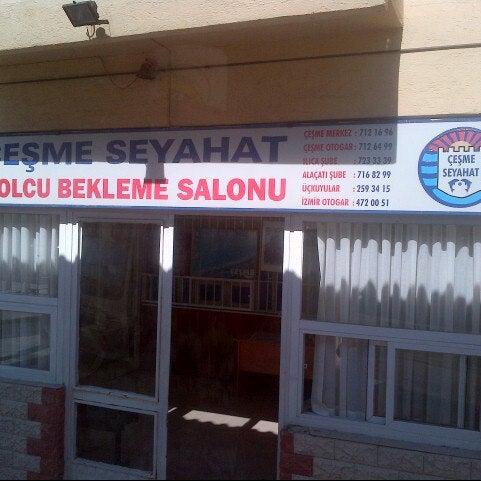 ÇEŞME SEYAHAT
OLCU BEKLEME SALONU
ÇEŞME MERKEZ : 712 16 96
ÇEŞME OTOGAR : 712 64 99
ILICA ŞUBE : 723 33 39
ALAÇATI ŞUBE : 716 82 99
ÜÇKUYULAR : 259 34 15
İZMİR OTOGAR : 472 00 51
ÇEŞME
SEYAHAT
ÇEŞME